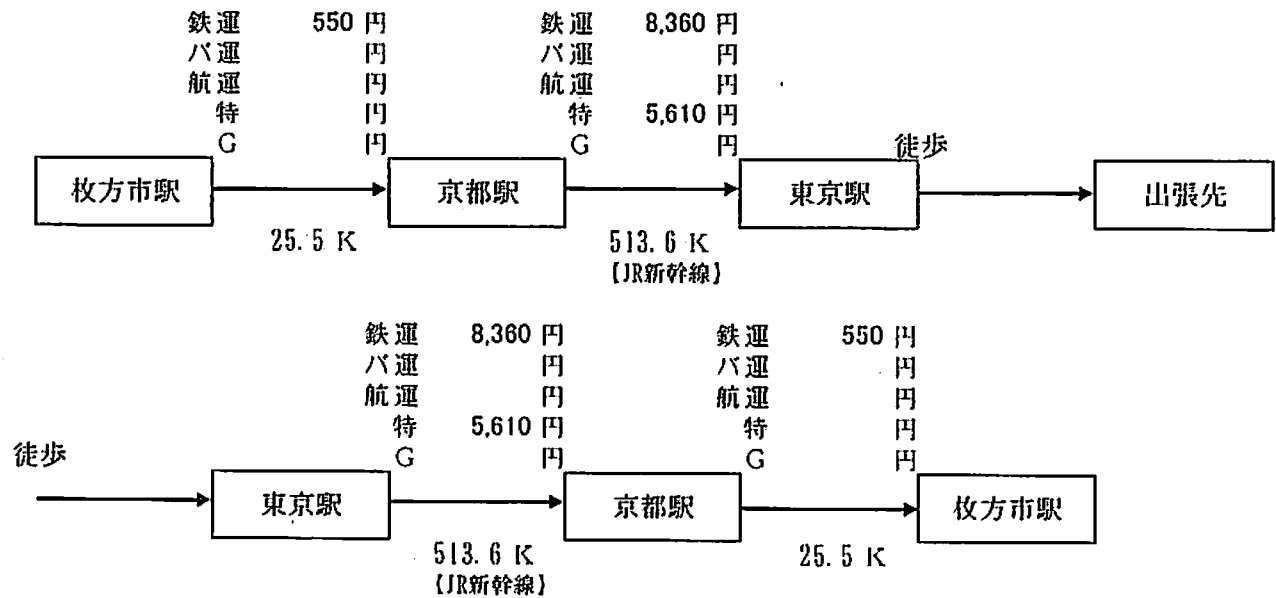 鉄運 550 円 鉄運 8,360 円
バ運 円 バ運 円
航運 円 航運 円
特 円 特 5,610 円
G 円 G 円
徒歩
枚方市駅 京都駅 東京駅 出張先
25.5 K 513.6 K
【JR新幹線】
鉄運 8,360 円 鉄運 550 円
バ運 円 バ運 円
航運 円 航運 円
特 5,610 円 特 円
徒歩 G 円 G 円
東京駅 京都駅 枚方市駅
513.6 K 25.5 K
【JR新幹線】